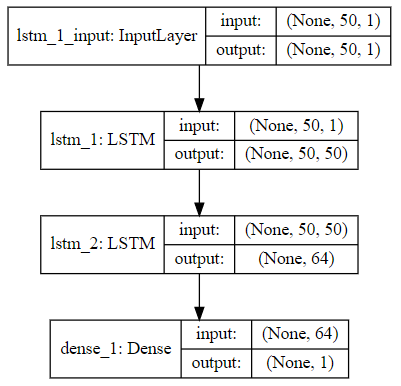 lstm_1_input: InputLayer
input: (None, 50, 1)
output: (None, 50, 1)
lstm_1: LSTM
input: (None, 50, 1)
output: (None, 50, 50)
lstm_2: LSTM
input: (None, 50, 50)
output: (None, 64)
dense_1: Dense
input: (None, 64)
output: (None, 1)